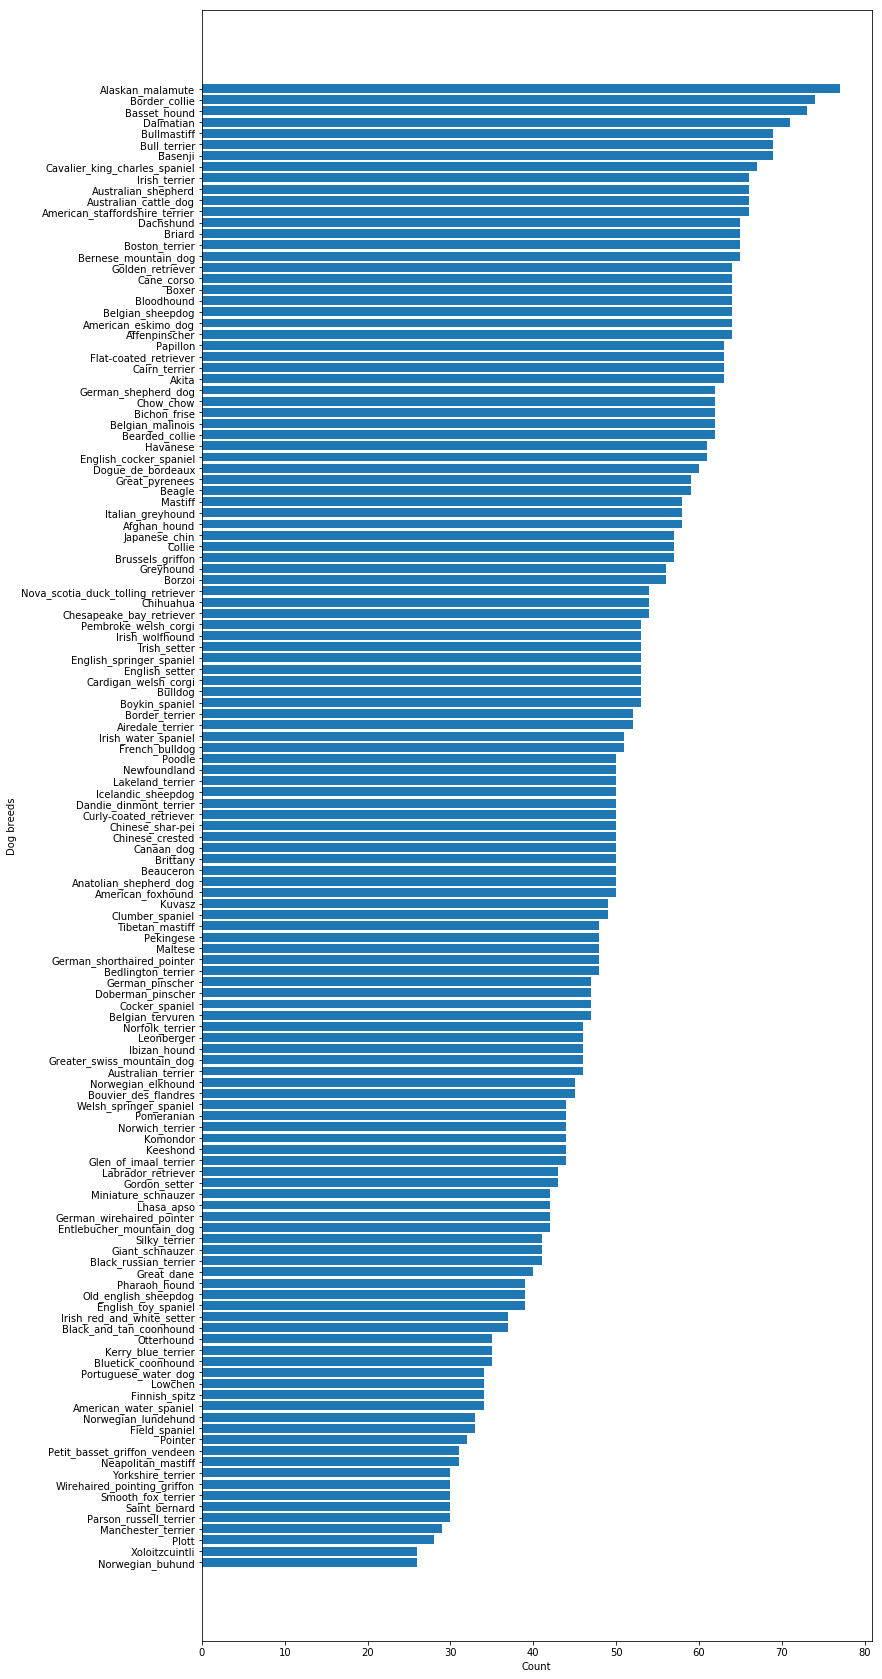 Alaskan_malamute
Border_collie
Basset_hound
Dalmatian
Bullmastiff
Bull_terrier
Basenji
Cavalier_king_charles_spaniel
Irish_terrier
Australian_shepherd
Australian_cattle_dog
American_staffordshire_terrier
Dachshund
Briard
Boston_terrier
Bernese_mountain_dog
Golden_retriever
Cane_corso
Boxer
Bloodhound
Belgian_sheepdog
American_eskimo_dog
Affenpinscher
Papillon
Flat-coated_retriever
Cairn_terrier
Akita
German_shepherd_dog
Chow_chow
Bichon_frise
Belgian_malinois
Bearded_collie
Havanese
English_cocker_spaniel
Dogue_de_bordeaux
Great_pyrenees
Beagle
Mastiff
Italian_greyhound
Afghan_hound
Japanese_chin
Collie
Brussels_griffon
Greyhound
Borzoi
Nova_scotia_duck_tolling_retriever
Chihuahua
Chesapeake_bay_retriever
Pembroke_welsh_corgi
Irish_wolfhound
Irish_setter
English_springer_spaniel
English_setter
Cardigan_welsh_corgi
Bulldog
Boykin_spaniel
Border_terrier
Airedale_terrier
Irish_water_spaniel
French_bulldog
Poodle
Newfoundland
Lakeland_terrier
Icelandic_sheepdog
Dandie_dinmont_terrier
Curly-coated_retriever
Chinese_shar-pei
Chinese_crested
Canaan_dog
Brittany
Beauceron
Anatolian_shepherd_dog
American_foxhound
Kuvasz
Clumber_spaniel
Tibetan_mastiff
Pekingese
Maltese
German_shorthaired_pointer
Bedlington_terrier
German_pinscher
Doberman_pinscher
Cocker_spaniel
Belgian_tervuren
Norfolk_terrier
Leonberger
Ibizan_hound
Greater_swiss_mountain_dog
Australian_terrier
Norwegian_elkhound
Bouvier_des_flandres
Welsh_springer_spaniel
Pomeranian
Norwich_terrier
Komondor
Keeshond
Glen_of_imaal_terrier
Labrador_retriever
Gordon_setter
Miniature_schnauzer
Lhasa_apso
German_wirehaired_pointer
Entlebucher_mountain_dog
Silky_terrier
Giant_schnauzer
Black_russian_terrier
Great_dane
Pharaoh_hound
Old_english_sheepdog
English_toy_spaniel
Irish_red_and_white_setter
Black_and_tan_coonhound
Otterhound
Kerry_blue_terrier
Bluetick_coonhound
Portuguese_water_dog
Lowchen
Finnish_spitz
American_water_spaniel
Norwegian_lundehund
Field_spaniel
Pointer
Petit_basset_griffon_vendeen
Neapolitan_mastiff
Yorkshire_terrier
Wirehaired_pointing_griffon
Smooth_fox_terrier
Saint_bernard
Parson_russell_terrier
Manchester_terrier
Plott
Xoloitzcuintli
Norwegian_buhund
Dog breeds
0 10 20 30 40 50 60 70 80
Count